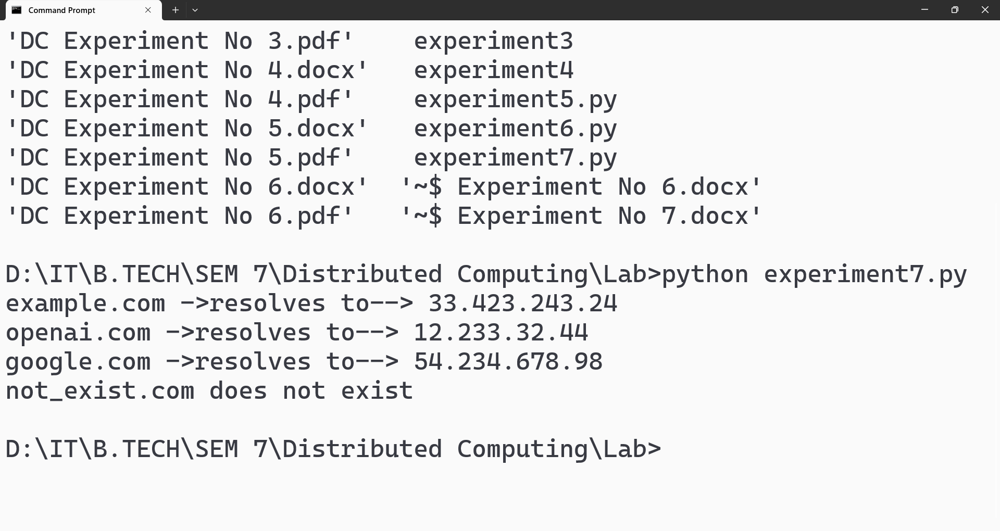 Command Prompt
'DC Experiment No 3.pdf'    experiment3
'DC Experiment No 4.docx'   experiment4
'DC Experiment No 4.pdf'    experiment5.py
'DC Experiment No 5.docx'   experiment6.py
'DC Experiment No 5.pdf'    experiment7.py
'DC Experiment No 6.docx'  '~$ Experiment No 6.docx'
'DC Experiment No 6.pdf'   '~$ Experiment No 7.docx'
D:\IT\B.TECH\SEM 7\Distributed Computing\Lab>python experiment7.py
example.com ->resolves to--> 33.423.243.24
openai.com ->resolves to--> 12.233.32.44
google.com ->resolves to--> 54.234.678.98
not_exist.com does not exist
D:\IT\B.TECH\SEM 7\Distributed Computing\Lab>